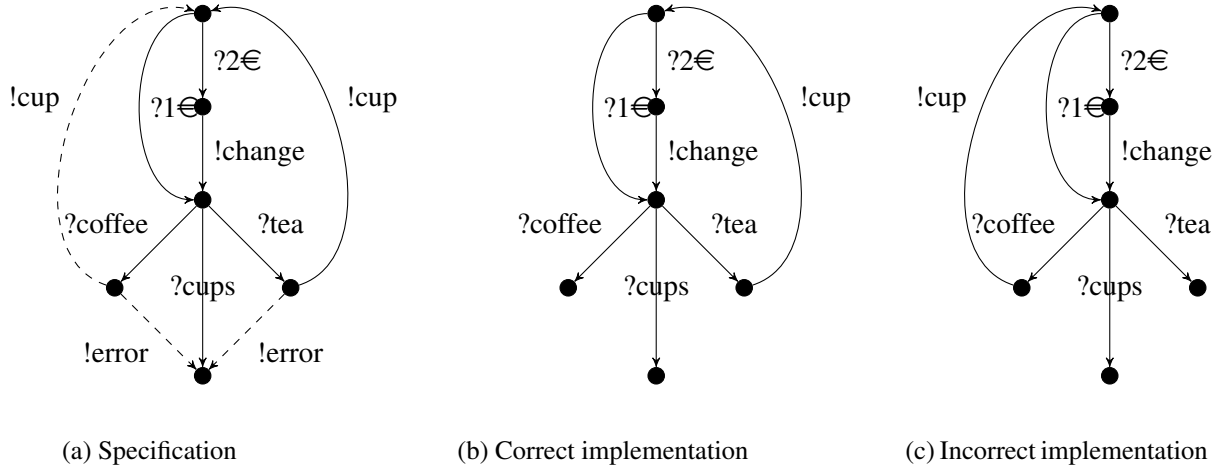 ?2€
?1€
!cup
!cup
!change
?coffee
?tea
?cups
!error
!error
(a) Specification
?2€
?1€
!cup
!change
?coffee
?tea
?cups
(b) Correct implementation
?2€
?1€
!cup
!change
?coffee
?tea
?cups
(c) Incorrect implementation